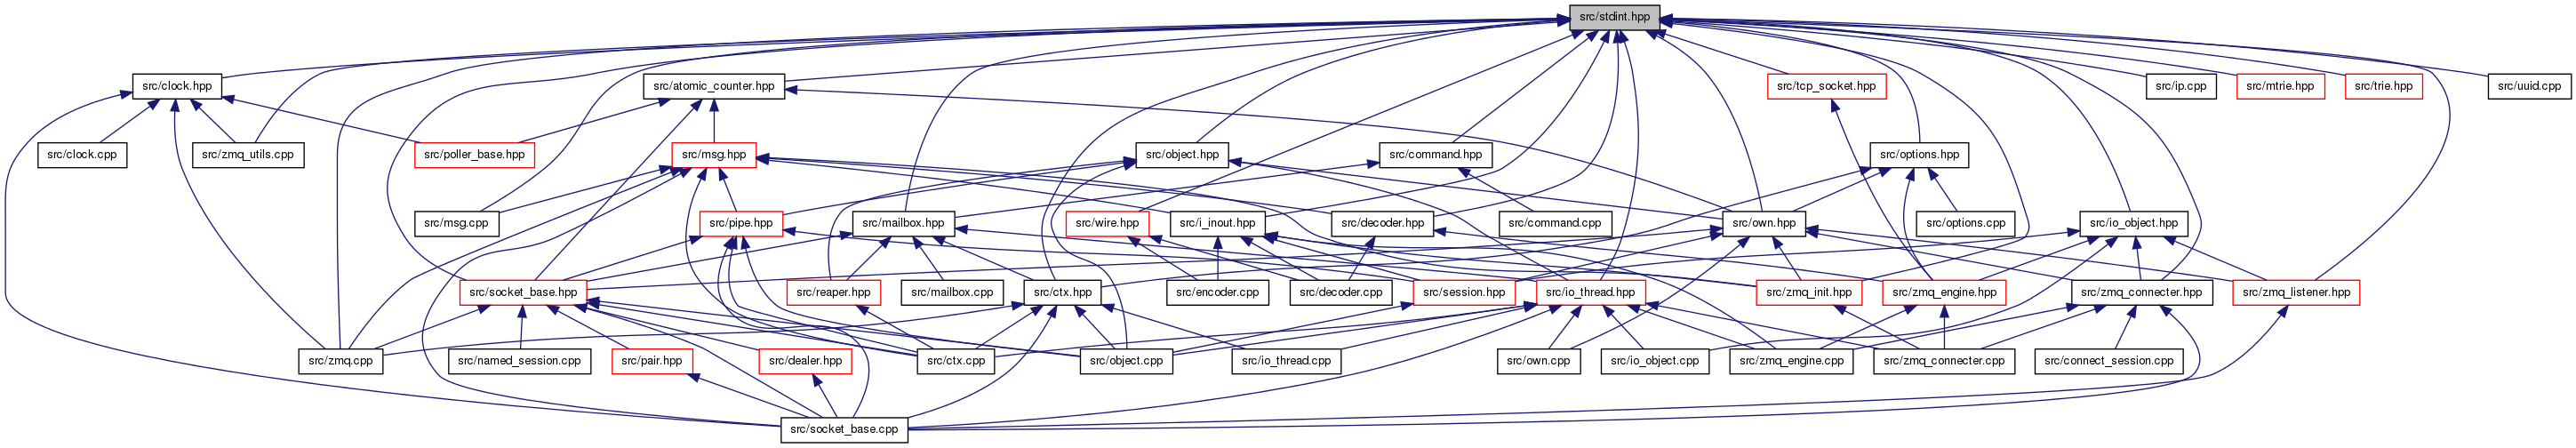 src/stdint.hpp
src/clock.hpp
src/atomic_counter.hpp
src/tcp_socket.hpp
src/ip.cpp
src/mtrie.hpp
src/trie.hpp
src/uuid.cpp
src/clock.cpp
src/zmq_utils.cpp
src/poller_base.hpp
src/msg.hpp
src/object.hpp
src/command.hpp
src/options.hpp
src/msg.cpp
src/pipe.hpp
src/mailbox.hpp
src/wire.hpp
src/i_inout.hpp
src/decoder.hpp
src/command.cpp
src/own.hpp
src/options.cpp
src/io_object.hpp
src/socket_base.hpp
src/reaper.hpp
src/mailbox.cpp
src/ctx.hpp
src/encoder.cpp
src/decoder.cpp
src/session.hpp
src/io_thread.hpp
src/zmq_init.hpp
src/zmq_engine.hpp
src/zmq_connecter.hpp
src/zmq_listener.hpp
src/zmq.cpp
src/named_session.cpp
src/pair.hpp
src/dealer.hpp
src/ctx.cpp
src/object.cpp
src/io_thread.cpp
src/own.cpp
src/io_object.cpp
src/zmq_engine.cpp
src/zmq_connecter.cpp
src/connect_session.cpp
src/socket_base.cpp